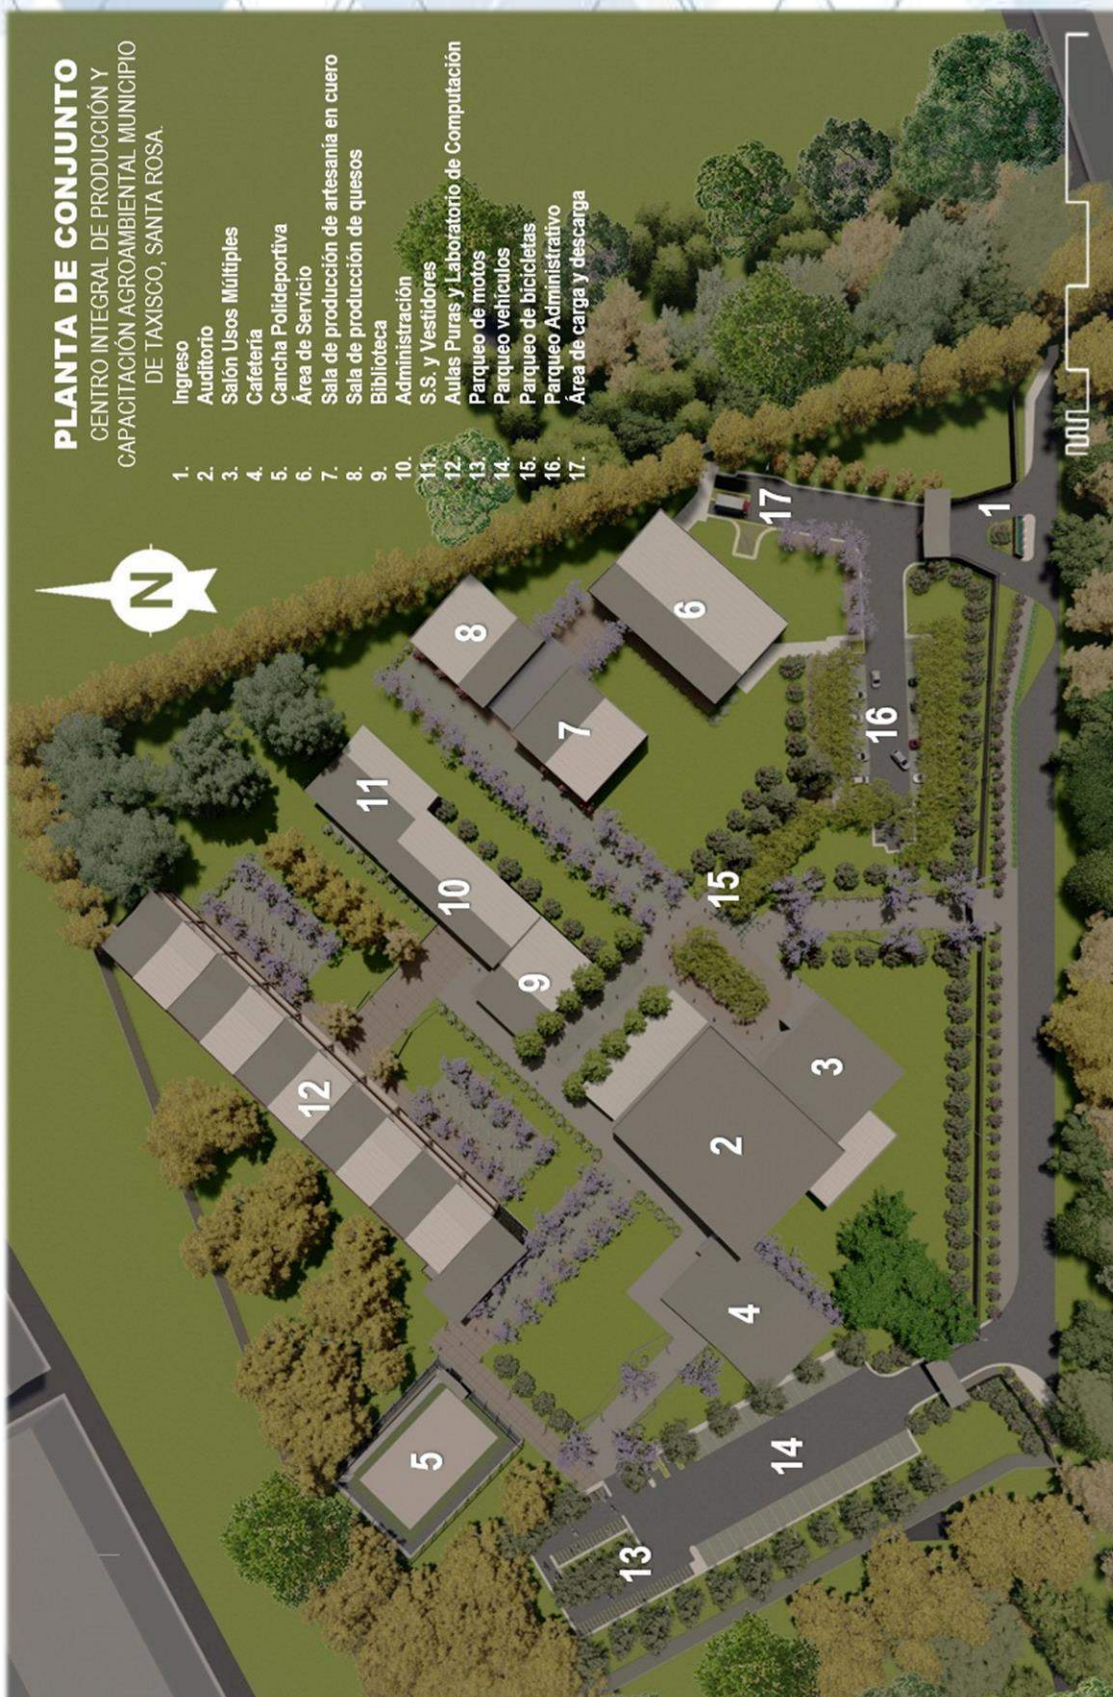 PLANTA DE CONJUNTO
CENTRO INTEGRAL DE PRODUCCIÓN Y
CAPACITACIÓN AGROAMBIENTAL MUNICIPIO
DE TAXISCO, SANTA ROSA.
1. Ingreso
2. Auditorio
3. Salón Usos Múltiples
4. Cafetería
5. Cancha Polideportiva
6. Área de Servicio
7. Sala de producción de artesanía en cuero
8. Sala de producción de quesos
9. Biblioteca
10. Administración
11. S.S. y Vestidores
12. Aulas Puras y Laboratorio de Computación
13. Parqueo de motos
14. Parqueo vehículos
15. Parqueo de bicicletas
16. Parqueo Administrativo
17. Área de carga y descarga
N
8
11
6
17
7
10
12
16
1
15
9
3
2
4
5
14
13